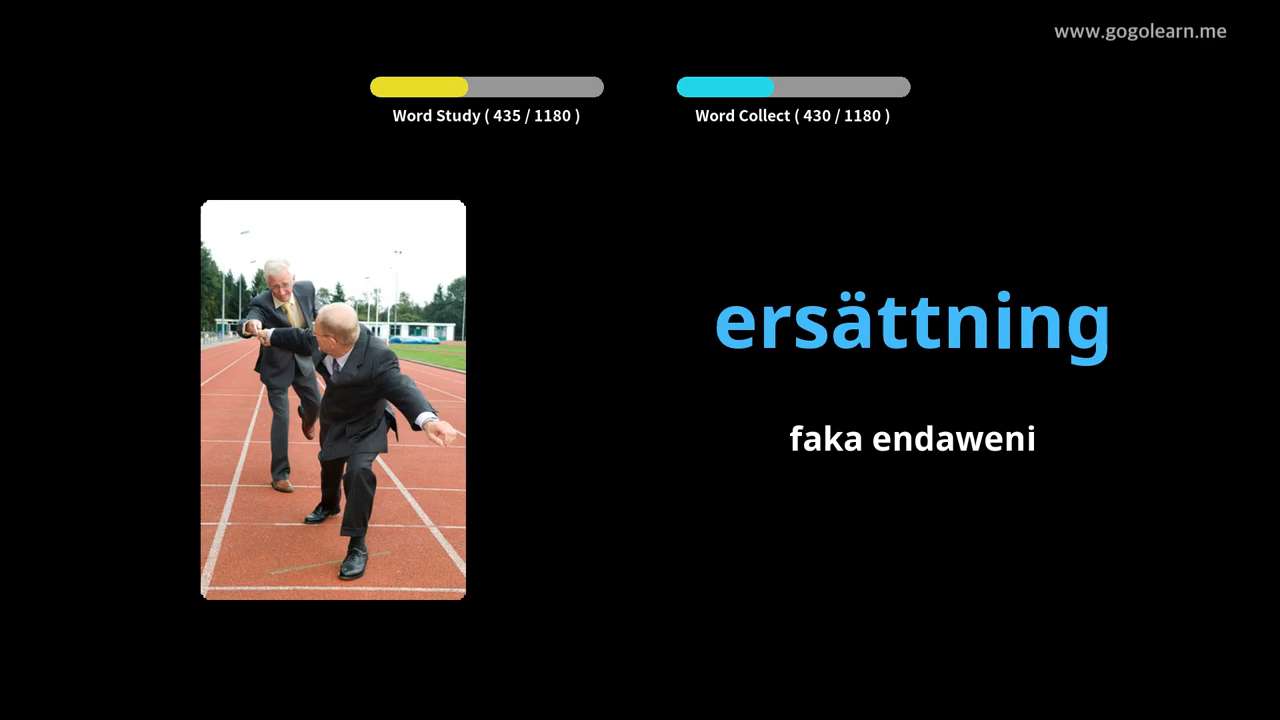 www.gogolearn.me
Word Study ( 435 / 1180 )
Word Collect ( 430 / 1180 )
ersättning
faka endaweni